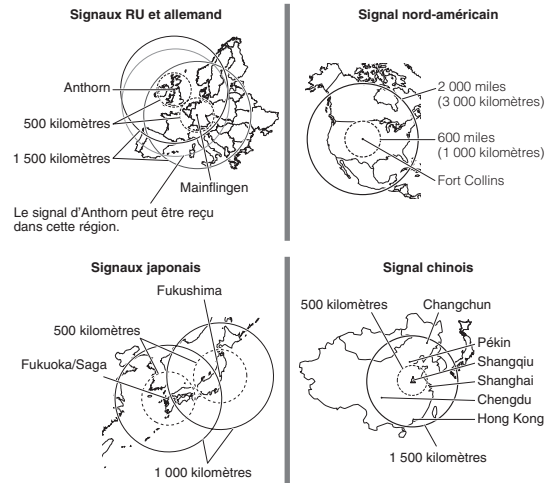 Signaux RU et allemand
Anthorn
500 kilomètres
1 500 kilomètres
Mainflingen
Le signal d'Anthorn peut être reçu
dans cette région.
Signal nord-américain
2 000 miles
(3 000 kilomètres)
600 miles
(1 000 kilomètres)
Fort Collins
Signaux japonais
Fukushima
500 kilomètres
Fukuoka/Saga
1 000 kilomètres
Signal chinois
500 kilomètres
Changchun
Pékin
Shangqiu
Shanghai
Chengdu
Hong Kong
1 500 kilomètres